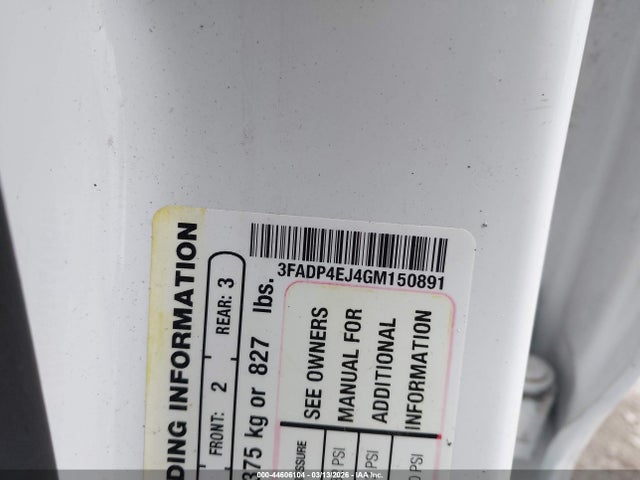 3FADP4EJ4GM150891
DING INFORMATION
FRONT: 2 REAR: 3
375 kg or 827 lbs.
SEE OWNERS
MANUAL FOR
ADDITIONAL
INFORMATION
PSI
PSI
PSI
000-44606104 | 03/13/2026 - © IAA, Inc.